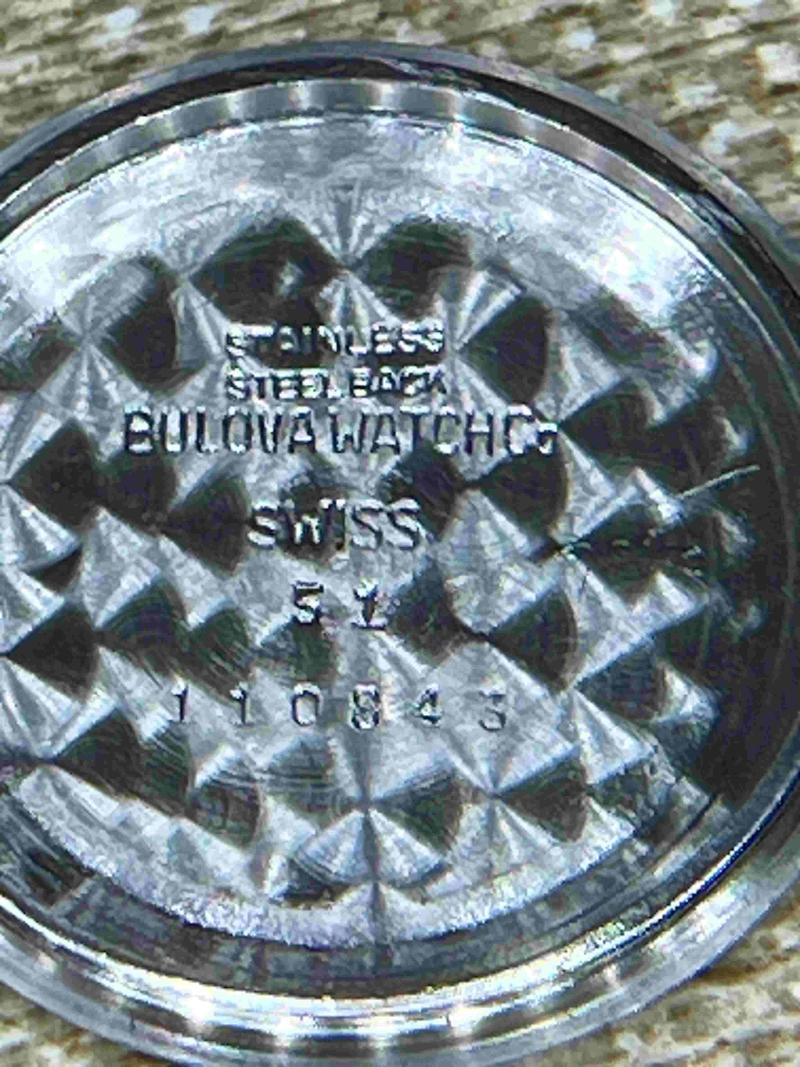 STAINLESS
STEEL BACK
BULOVA WATCH Co
SWISS
51
110843